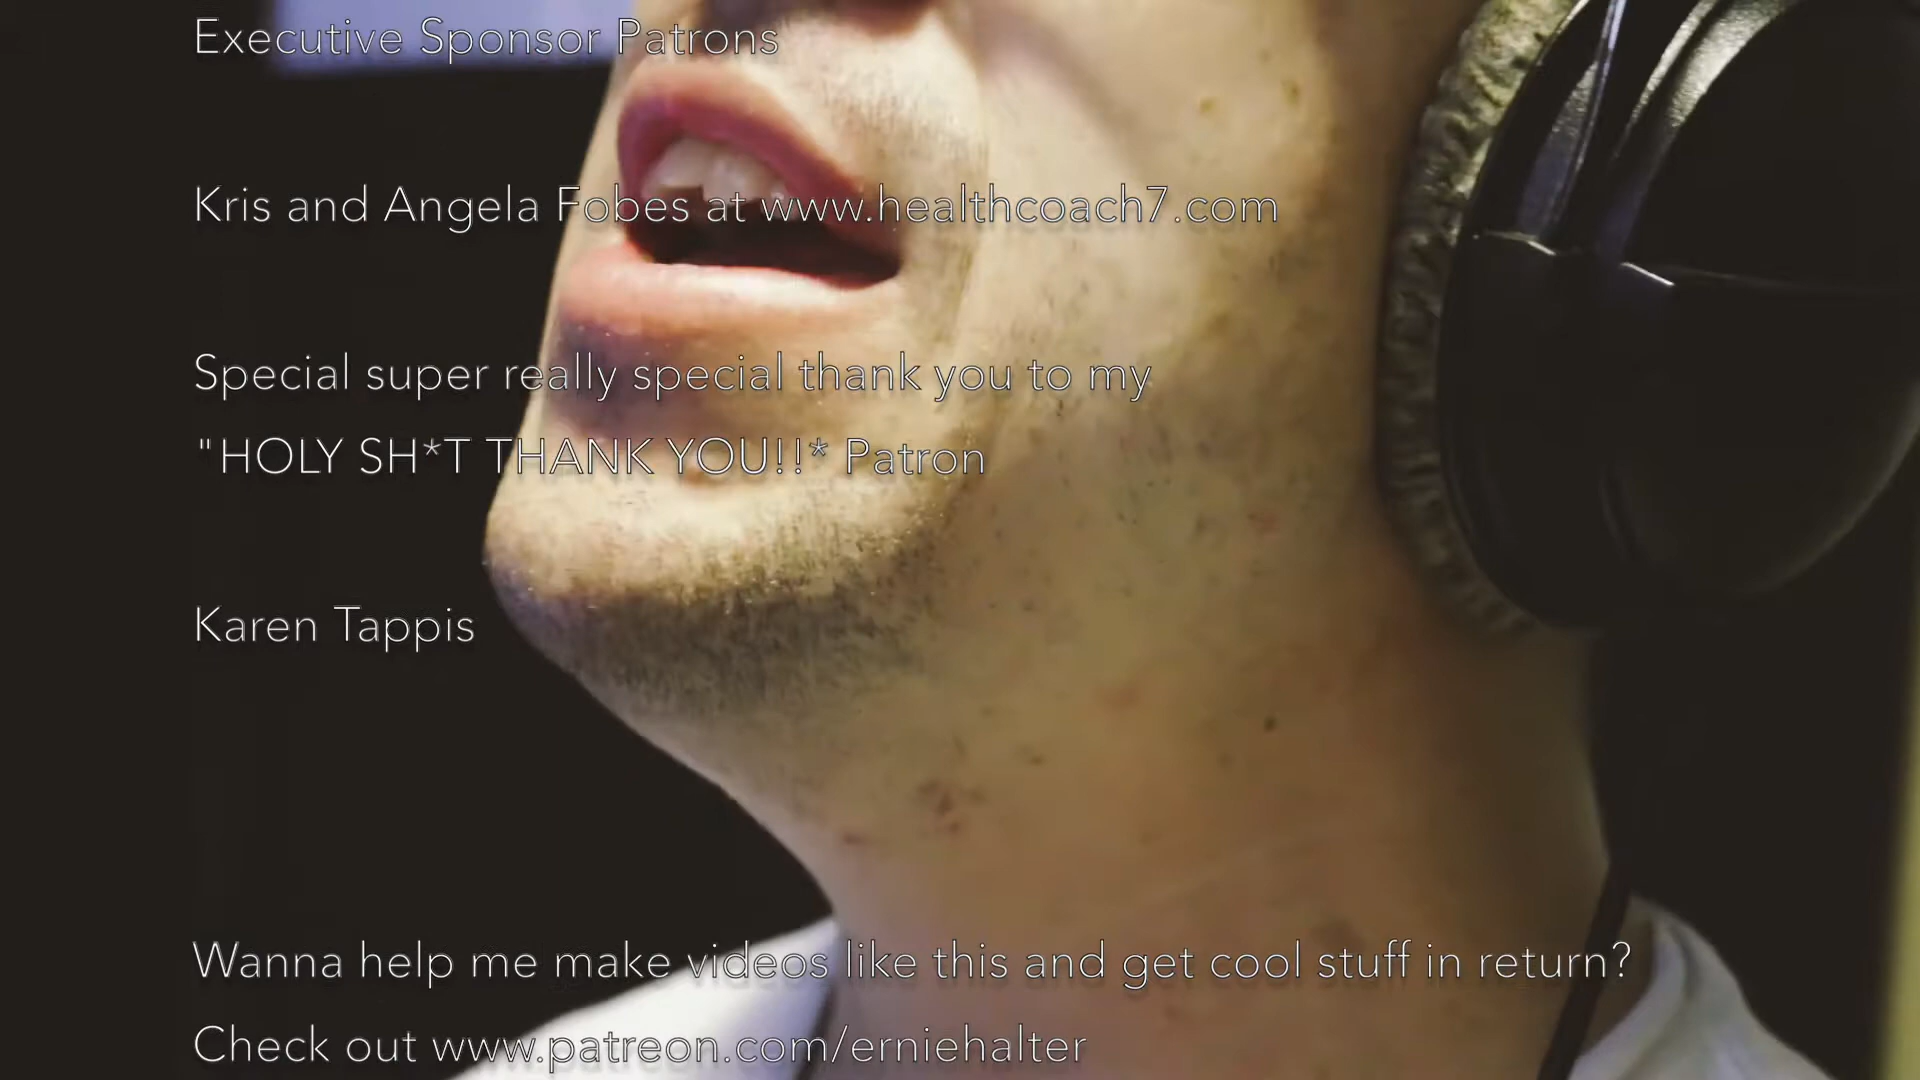 Executive Sponsor Patrons
Kris and Angela Fobes at www.healthcoach7.com
Special super really special thank you to my
"HOLY SH*T THANK YOU!!* Patron
Karen Tappis
Wanna help me make videos like this and get cool stuff in return?
Check out www.patreon.com/erniehalter